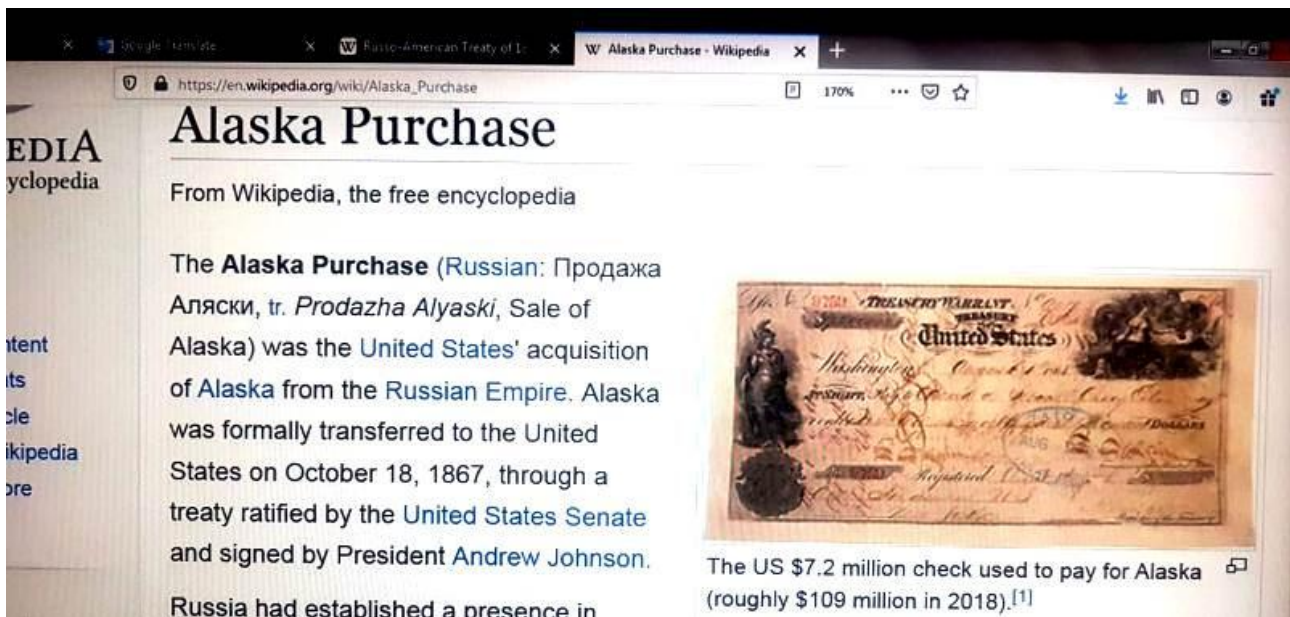 Google Translate
Russo-American Treaty of
Alaska Purchase - Wikipedia
https://en.wikipedia.org/wiki/Alaska_Purchase
170%
EDIA
yclopedia
Alaska Purchase
From Wikipedia, the free encyclopedia
The Alaska Purchase (Russian: Продажа
Аляски, tr. Prodazha Alyaski, Sale of
Alaska) was the United States' acquisition
of Alaska from the Russian Empire. Alaska
was formally transferred to the United
States on October 18, 1867, through a
treaty ratified by the United States Senate
and signed by President Andrew Johnson.
Russia had established a presence in
ntent
ts
cle
ikipedia
ore
TREASURY WARRANT.
TREASURY
United States
Washington
DOLLARS
AUG
Registered
The US $7.2 million check used to pay for Alaska
(roughly $109 million in 2018).[1]